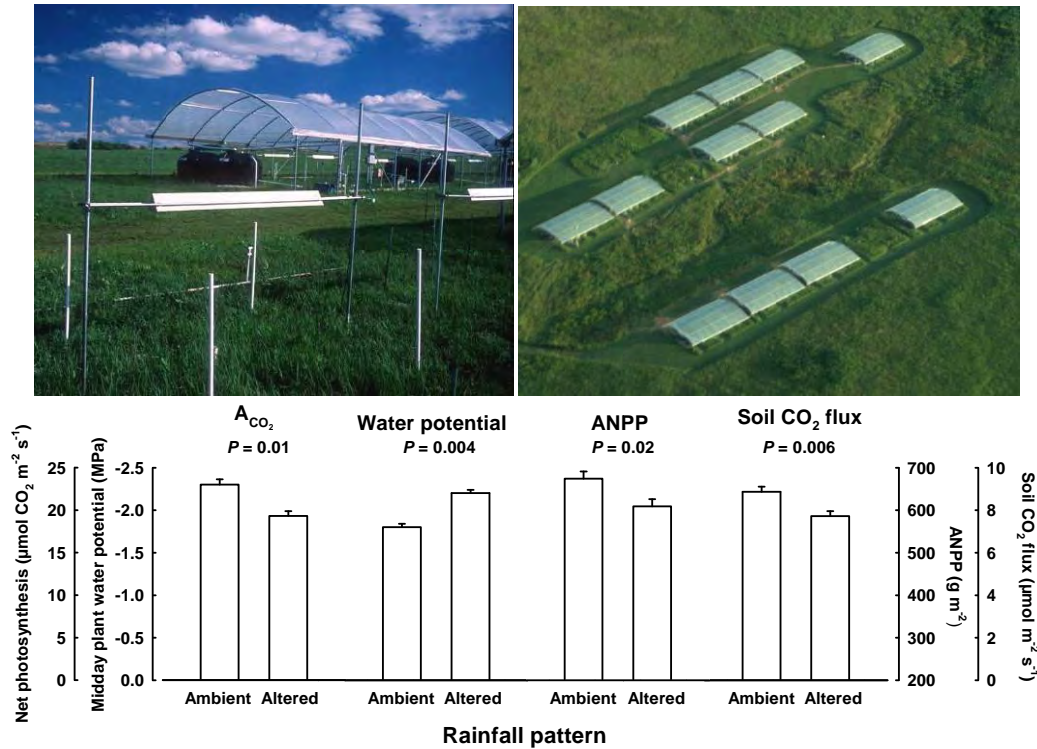 A_CO₂
Water potential
ANPP
Soil CO₂ flux
P = 0.01
P = 0.004
P = 0.02
P = 0.006
Net photosynthesis (µmol CO₂ m⁻² s⁻¹)
25
20
15
10
5
0
Midday plant water potential (MPa)
-2.5
-2.0
-1.5
-1.0
-0.5
0.0
700
600
500
400
300
200
ANPP (g m⁻²)
10
8
6
4
2
0
Soil CO₂ flux (µmol m⁻² s⁻¹)
Ambient Altered
Ambient Altered
Ambient Altered
Ambient Altered
Rainfall pattern